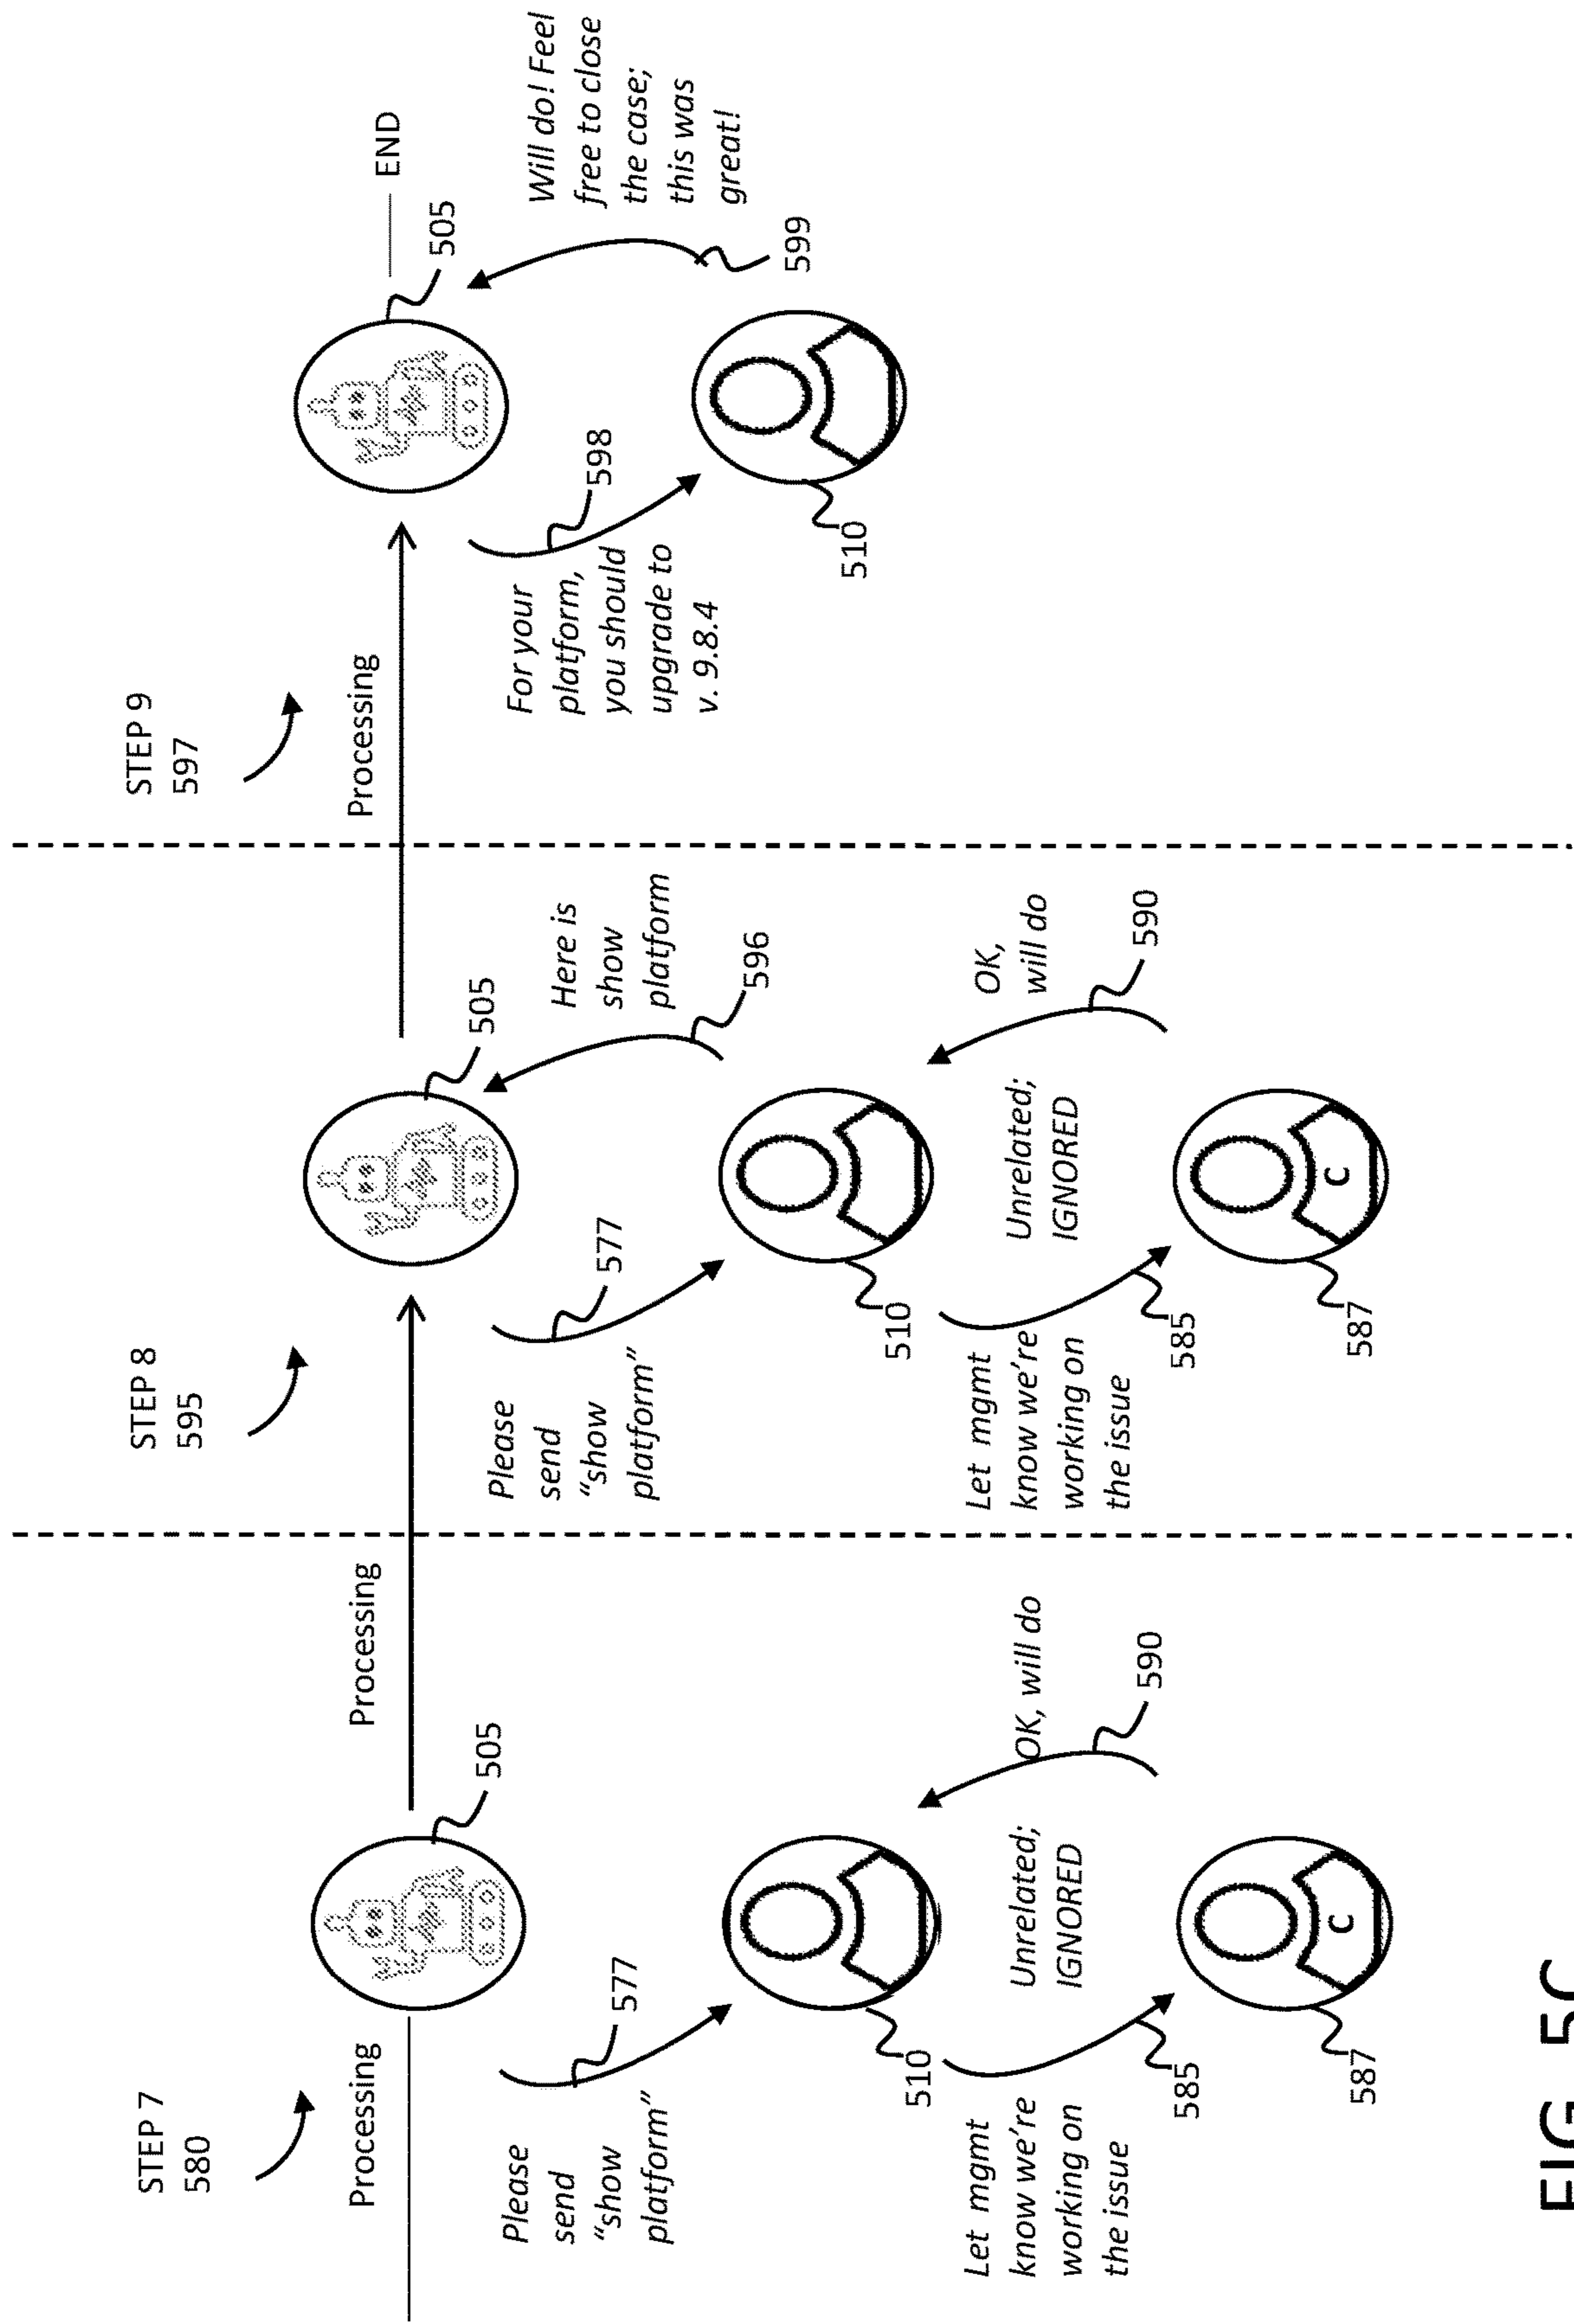 STEP 7
580
Processing
505
Please
send
“show
platform”
577
510
Let mgmt
know we’re
working on
the issue
585
Unrelated;
IGNORED
OK, will do
590
C
587
Processing
STEP 8
595
505
Please
send
“show
platform”
577
Here is
show
platform
596
510
Let mgmt
know we’re
working on
the issue
585
Unrelated;
IGNORED
OK,
will do
590
C
587
STEP 9
597
Processing
505
END
For your
platform,
you should
upgrade to
v. 9.8.4
598
Will do! Feel
free to close
the case;
this was
great!
599
510
FIG. 5C